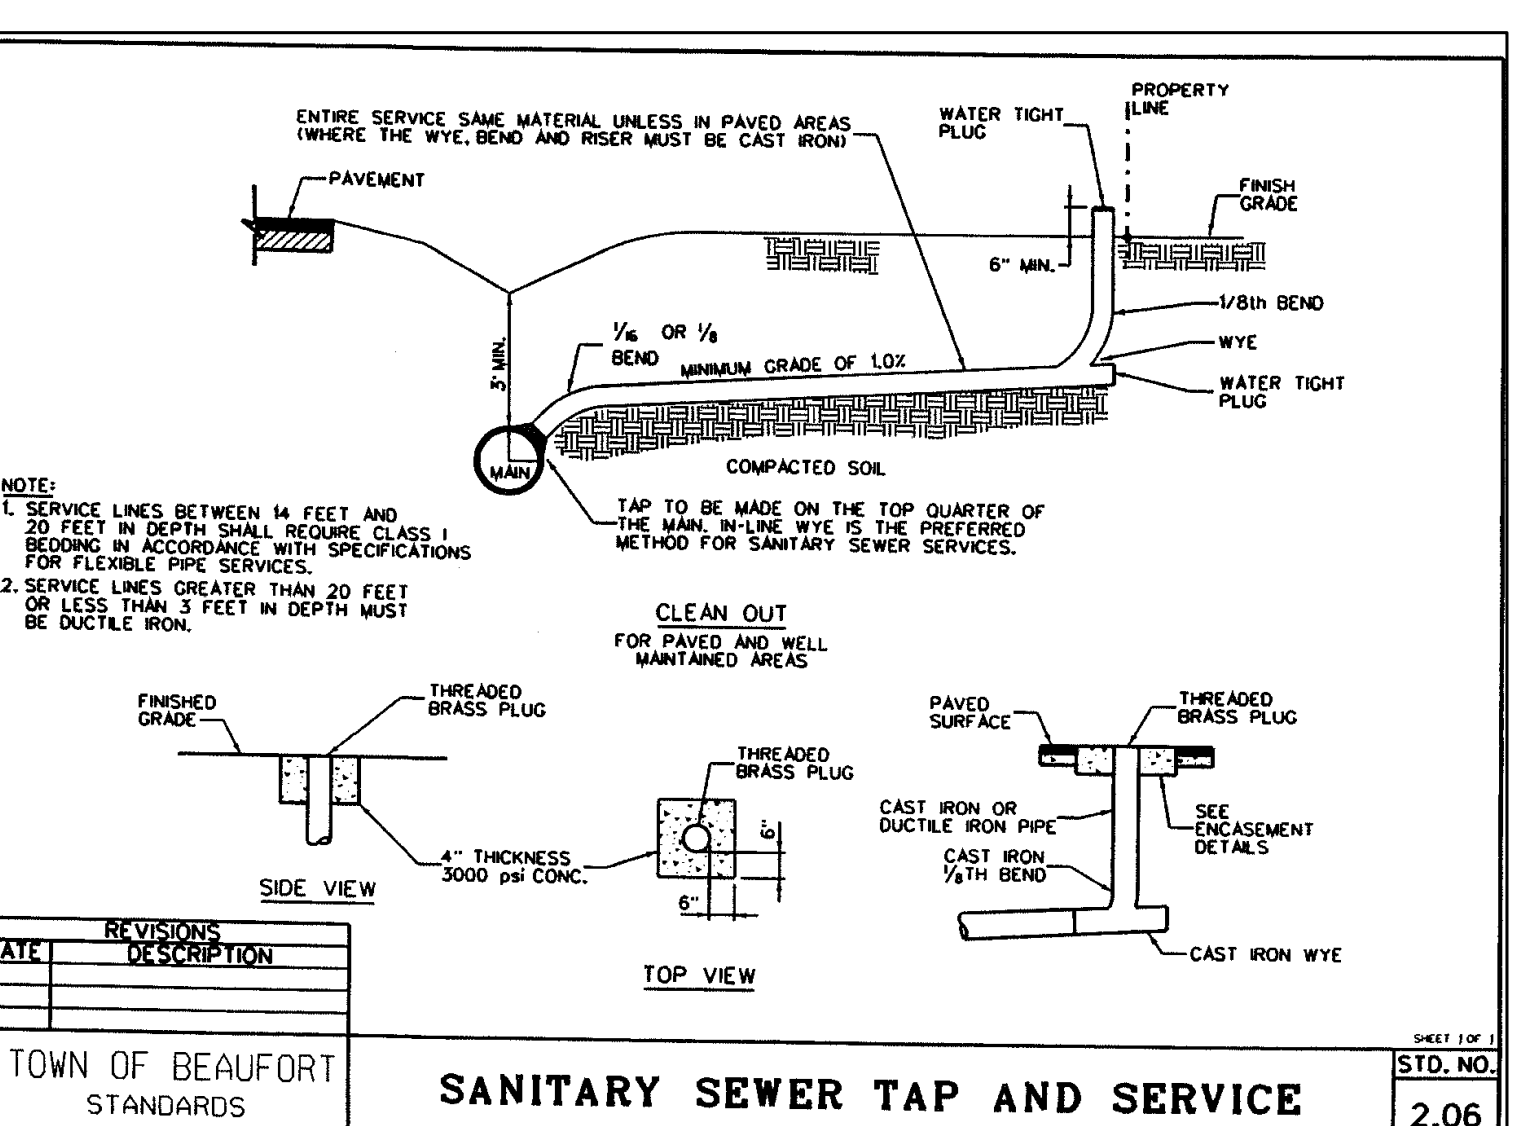 ENTIRE SERVICE SAME MATERIAL UNLESS IN PAVED AREAS
(WHERE THE WYE, BEND AND RISER MUST BE CAST IRON)
WATER TIGHT
PLUG
PROPERTY
LINE
PAVEMENT
FINISH
GRADE
6" MIN.
1/8th BEND
1/16 OR 1/8
BEND
WYE
3' MIN.
MINIMUM GRADE OF 1.0%
WATER TIGHT
PLUG
MAIN
COMPACTED SOIL
NOTE:
1. SERVICE LINES BETWEEN 14 FEET AND
20 FEET IN DEPTH SHALL REQUIRE CLASS I
BEDDING IN ACCORDANCE WITH SPECIFICATIONS
FOR FLEXIBLE PIPE SERVICES.
2. SERVICE LINES GREATER THAN 20 FEET
OR LESS THAN 3 FEET IN DEPTH MUST
BE DUCTILE IRON.
TAP TO BE MADE ON THE TOP QUARTER OF
THE MAIN. IN-LINE WYE IS THE PREFERRED
METHOD FOR SANITARY SEWER SERVICES.
CLEAN OUT
FOR PAVED AND WELL
MAINTAINED AREAS
FINISHED
GRADE
THREADED
BRASS PLUG
4" THICKNESS
3000 psi CONC.
SIDE VIEW
THREADED
BRASS PLUG
6"
6"
TOP VIEW
PAVED
SURFACE
THREADED
BRASS PLUG
CAST IRON OR
DUCTILE IRON PIPE
SEE
ENCASEMENT
DETAILS
CAST IRON
1/8TH BEND
CAST IRON WYE
REVISIONS
ATE DESCRIPTION
TOWN OF BEAUFORT
STANDARDS
SANITARY SEWER TAP AND SERVICE
SHEET 1 OF 1
STD. NO.
2.06